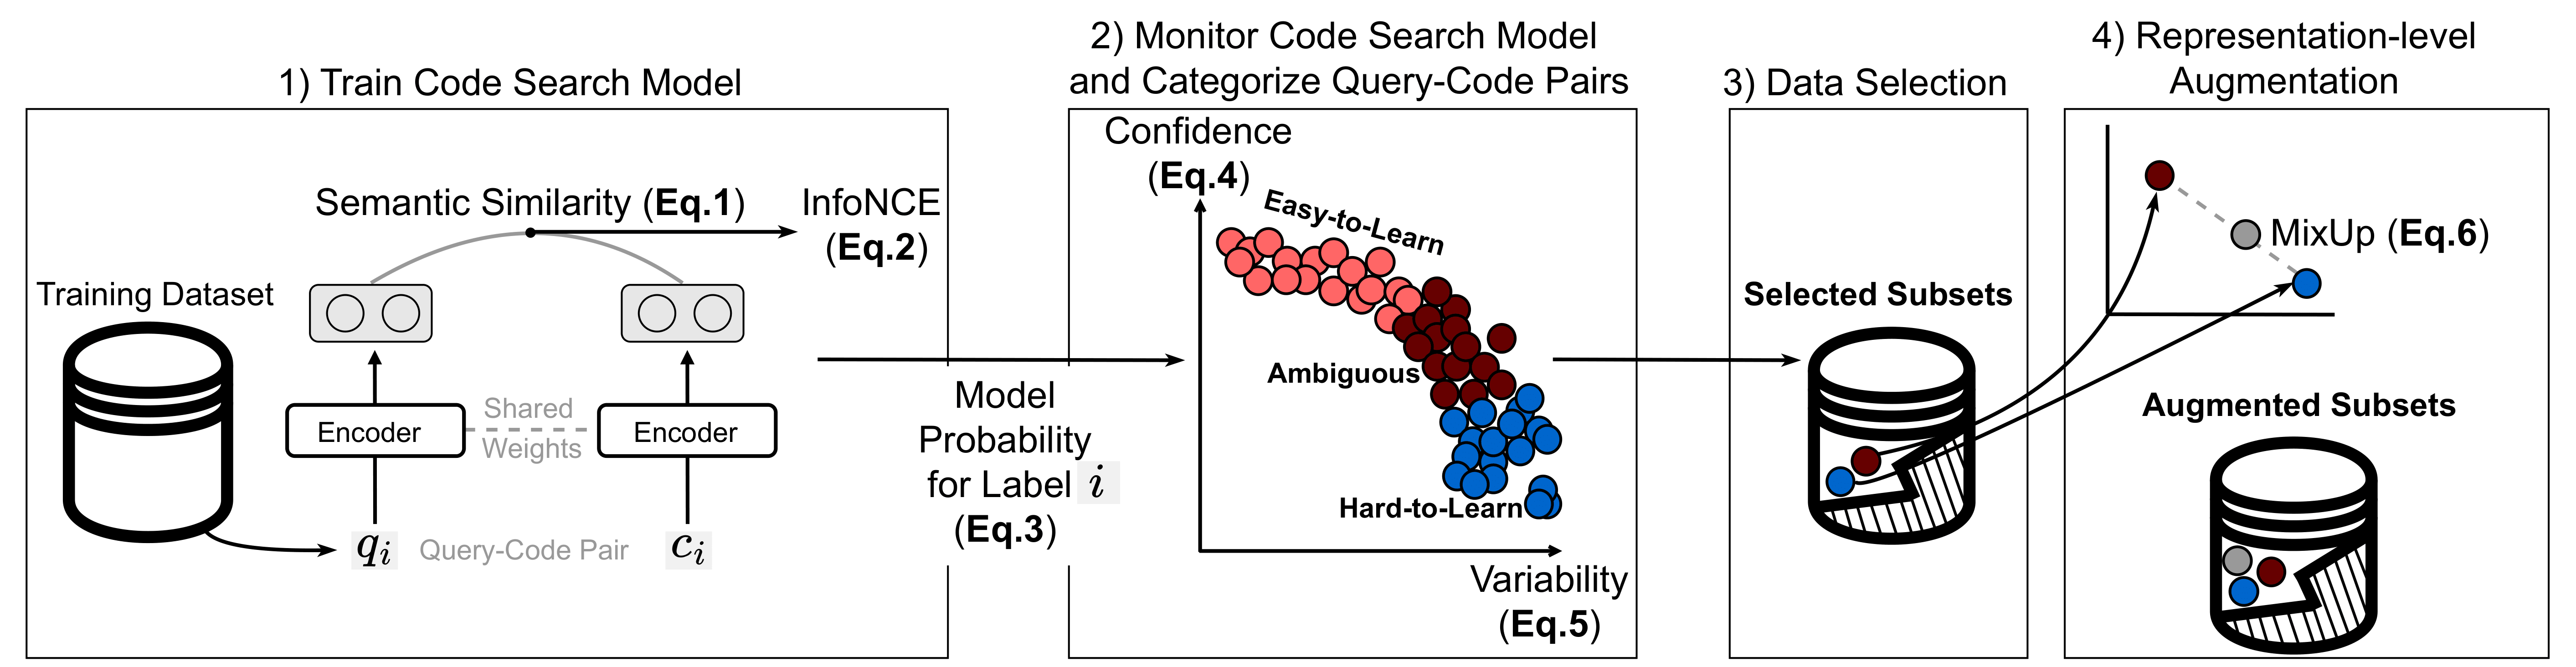 1) Train Code Search Model
Semantic Similarity (Eq.1)
InfoNCE
(Eq.2)
Training Dataset
Encoder
Shared
Weights
Encoder
qi
Query-Code Pair
ci
Model
Probability
for Label i
(Eq.3)
2) Monitor Code Search Model
and Categorize Query-Code Pairs
Confidence
(Eq.4)
Easy-to-Learn
Ambiguous
Hard-to-Learn
Variability
(Eq.5)
3) Data Selection
Selected Subsets
4) Representation-level
Augmentation
MixUp (Eq.6)
Augmented Subsets